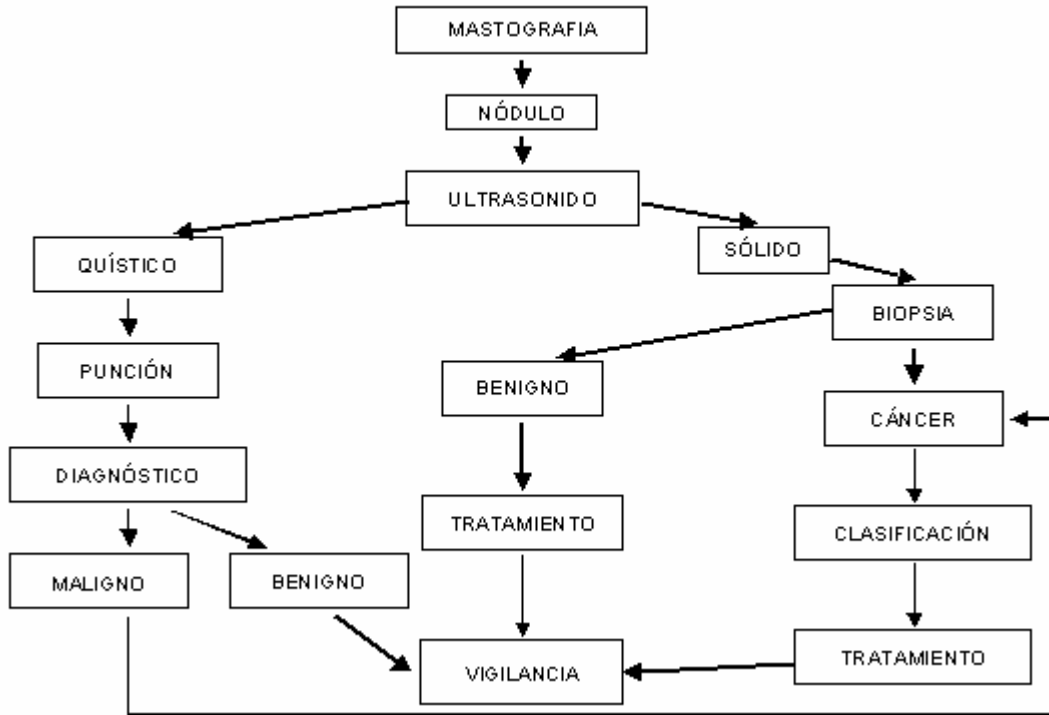 MASTOGRAFIA
NÓDULO
ULTRASONIDO
QUÍSTICO
SÓLIDO
BIOPSIA
PUNCIÓN
BENIGNO
CÁNCER
DIAGNÓSTICO
TRATAMIENTO
CLASIFICACIÓN
MALIGNO
BENIGNO
VIGILANCIA
TRATAMIENTO